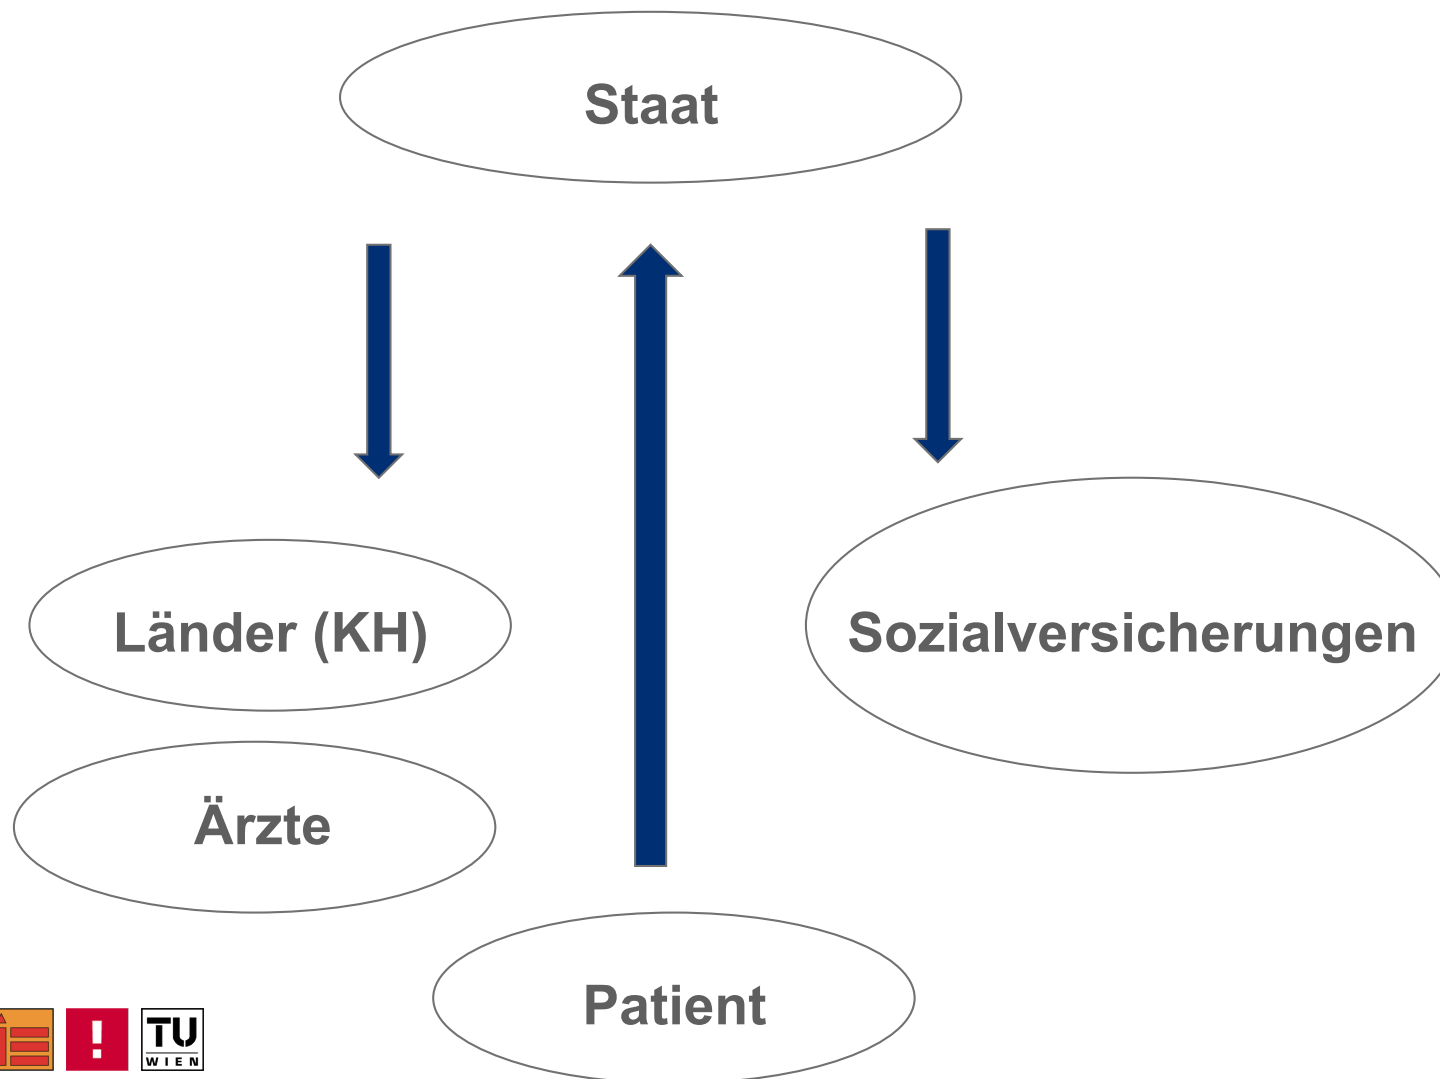 Staat
Länder (KH)
Sozialversicherungen
Ärzte
Patient
!
TU
WIEN